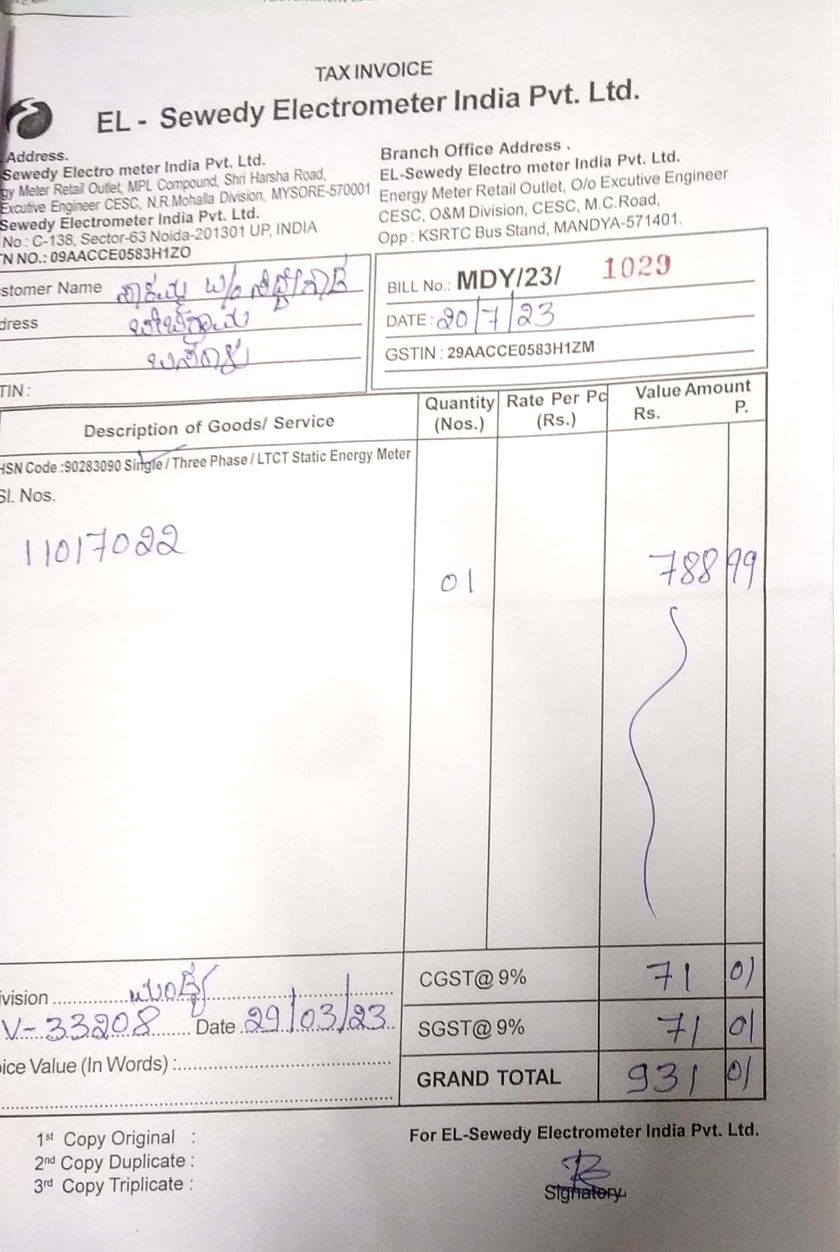 TAX INVOICE
EL - Sewedy Electrometer India Pvt. Ltd.
Address.
Sewedy Electro meter India Pvt. Ltd.
gy Meter Retail Outlet, MPL Compound, Shri Harsha Road,
Excutive Engineer CESC, N.R.Mohalla Division, MYSORE-570001
Sewedy Electrometer India Pvt. Ltd.
No : C-138, Sector-63 Noida-201301 UP, INDIA
TN NO.: 09AACCE0583H1ZO
Branch Office Address .
EL-Sewedy Electro meter India Pvt. Ltd.
Energy Meter Retail Outlet, O/o Excutive Engineer
CESC, O&M Division, CESC, M.C.Road,
Opp : KSRTC Bus Stand, MANDYA-571401.
stomer Name W/o
dress
TIN :
BILL No.: MDY/23/ 1029
DATE : 20/7/23
GSTIN : 29AACCE0583H1ZM
Description of Goods/ Service Quantity (Nos.) Rate Per Pc (Rs.) Value Amount Rs. P.
HSN Code :90283090 Single / Three Phase / LTCT Static Energy Meter
Sl. Nos.
11017022 01 788 99
CGST@ 9% 71 01
vision
V- 33208 Date 29/03/23
SGST@ 9% 71 01
oice Value (In Words) :
GRAND TOTAL 931 01
1st Copy Original :
2nd Copy Duplicate :
3rd Copy Triplicate :
For EL-Sewedy Electrometer India Pvt. Ltd.
Signatory